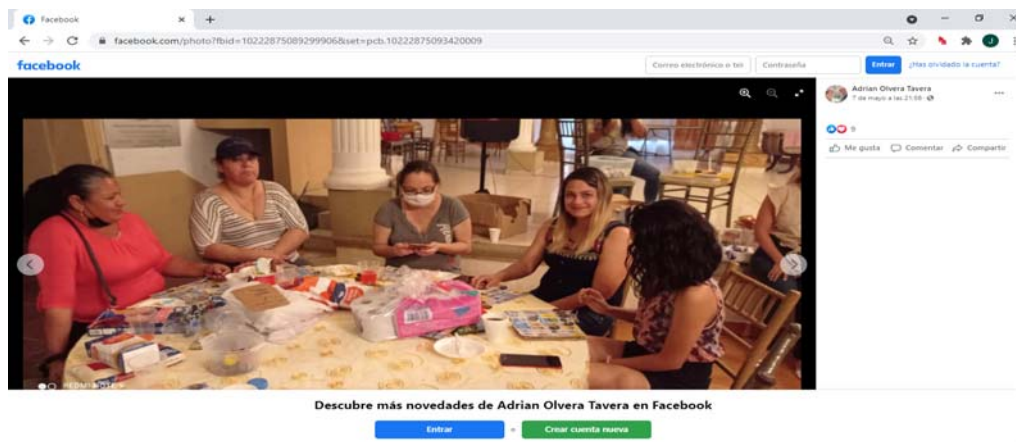 Facebook
facebook.com/photo?fbid=10222875089299906&set=pcb.10222875093420009
facebook
Correo electrónico o tel
Contraseña
Entrar
¿Has olvidado la cuenta?
Adrian Olvera Tavera
7 de mayo a las 21:58
9
Me gusta
Comentar
Compartir
Descubre más novedades de Adrian Olvera Tavera en Facebook
Entrar
o
Crear cuenta nueva